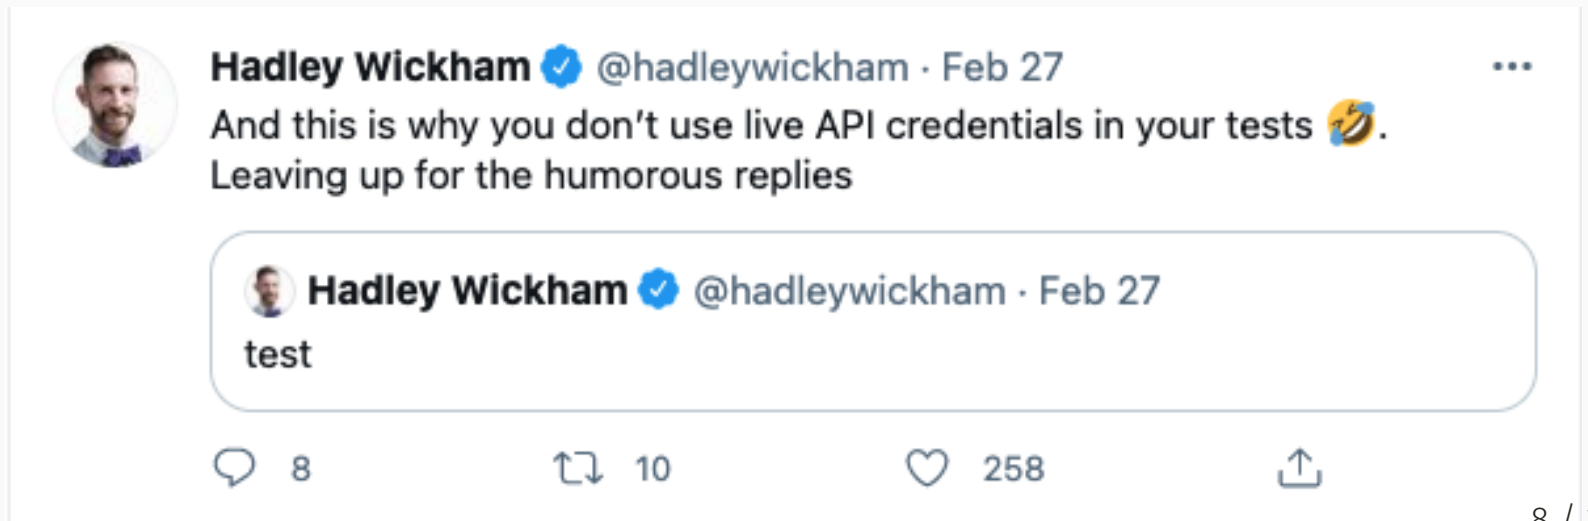 Hadley Wickham @hadleywickham · Feb 27
And this is why you don't use live API credentials in your tests 🤣.
Leaving up for the humorous replies
Hadley Wickham @hadleywickham · Feb 27
test
8 10 258
8 /